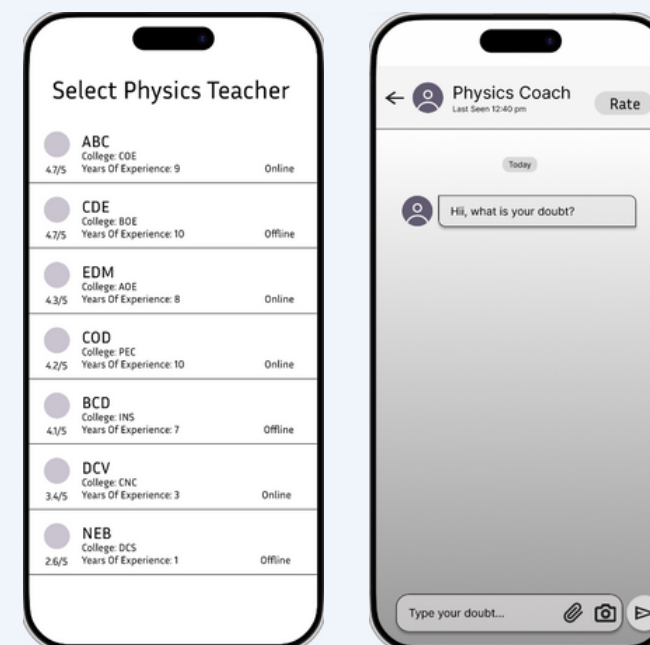 Select Physics Teacher
ABC
College: COE
4.7/5 Years Of Experience: 9 Online
CDE
College: BOE
4.7/5 Years Of Experience: 10 Offline
EDM
College: AOE
4.3/5 Years Of Experience: 8 Online
COD
College: PEC
4.2/5 Years Of Experience: 10 Online
BCD
College: INS
4.1/5 Years Of Experience: 7 Offline
DCV
College: CNC
3.4/5 Years Of Experience: 3 Online
NEB
College: DCS
2.6/5 Years Of Experience: 1 Offline
Physics Coach
Last Seen 12:40 pm
Rate
Today
Hii, what is your doubt?
Type your doubt...